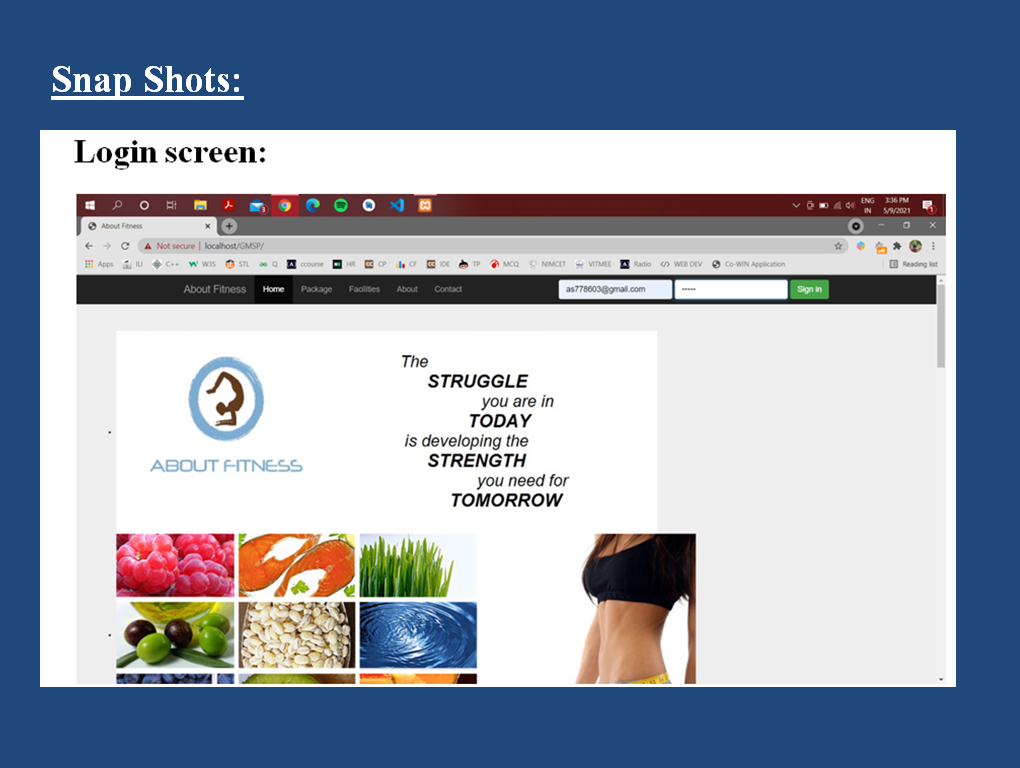 Snap Shots:
Login screen:
3
ENG
IN
3:36 PM
5/9/2021
1
About Fitness
Not secure | localhost/GMSP/
Apps IU C++ W3S STL Q ccourse HR CP CF IDE TP MCQ NIMCET VITMEE Radio WEB DEV Co-WIN Application Reading list
About Fitness Home Package Facilities About Contact as778603@gmail.com ••••• Sign in
The
STRUGGLE
you are in
TODAY
is developing the
STRENGTH
you need for
TOMORROW
ABOUT FITNESS